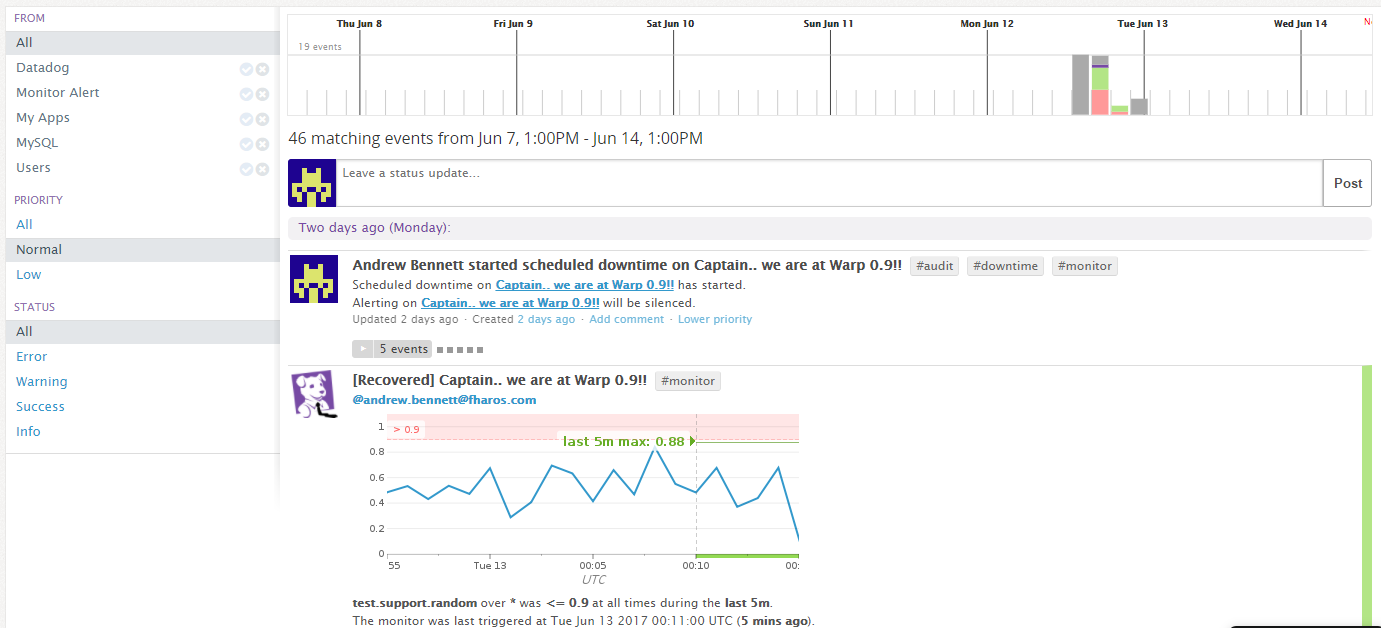 FROM
All
Datadog
Monitor Alert
My Apps
MySQL
Users
PRIORITY
All
Normal
Low
STATUS
All
Error
Warning
Success
Info
Thu Jun 8 Fri Jun 9 Sat Jun 10 Sun Jun 11 Mon Jun 12 Tue Jun 13 Wed Jun 14
19 events
46 matching events from Jun 7, 1:00PM - Jun 14, 1:00PM
Leave a status update...
Post
Two days ago (Monday):
Andrew Bennett started scheduled downtime on Captain.. we are at Warp 0.9!! #audit #downtime #monitor
Scheduled downtime on Captain.. we are at Warp 0.9!! has started.
Alerting on Captain.. we are at Warp 0.9!! will be silenced.
Updated 2 days ago · Created 2 days ago · Add comment · Lower priority
5 events
[Recovered] Captain.. we are at Warp 0.9!! #monitor
@andrew.bennett@fharos.com
1
> 0.9
last 5m max: 0.88
0.8
0.6
0.4
0.2
0
55 Tue 13 00:05 00:10 00:
UTC
test.support.random over * was <= 0.9 at all times during the last 5m.
The monitor was last triggered at Tue Jun 13 2017 00:11:00 UTC (5 mins ago).